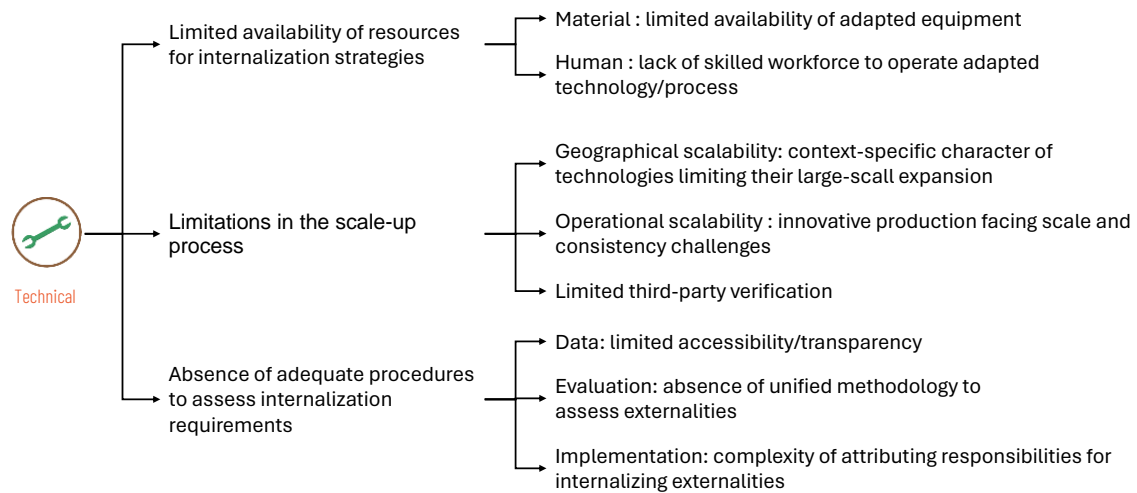 Technical
Limited availability of resources
for internalization strategies
Material : limited availability of adapted equipment
Human : lack of skilled workforce to operate adapted
technology/process
Limitations in the scale-up
process
Geographical scalability: context-specific character of
technologies limiting their large-scall expansion
Operational scalability : innovative production facing scale and
consistency challenges
Limited third-party verification
Absence of adequate procedures
to assess internalization
requirements
Data: limited accessibility/transparency
Evaluation: absence of unified methodology to
assess externalities
Implementation: complexity of attributing responsibilities for
internalizing externalities